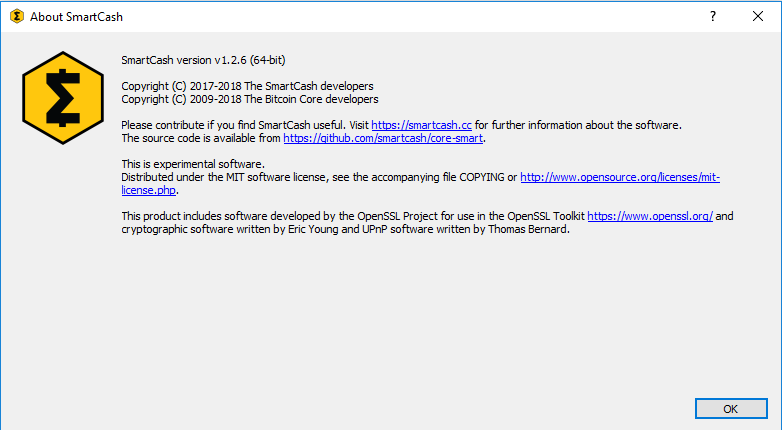 About SmartCash
SmartCash version v1.2.6 (64-bit)
Copyright (C) 2017-2018 The SmartCash developers
Copyright (C) 2009-2018 The Bitcoin Core developers
Please contribute if you find SmartCash useful. Visit https://smartcash.cc for further information about the software.
The source code is available from https://github.com/smartcash/core-smart.
This is experimental software.
Distributed under the MIT software license, see the accompanying file COPYING or http://www.opensource.org/licenses/mit-
license.php.
This product includes software developed by the OpenSSL Project for use in the OpenSSL Toolkit https://www.openssl.org/ and
cryptographic software written by Eric Young and UPnP software written by Thomas Bernard.
OK